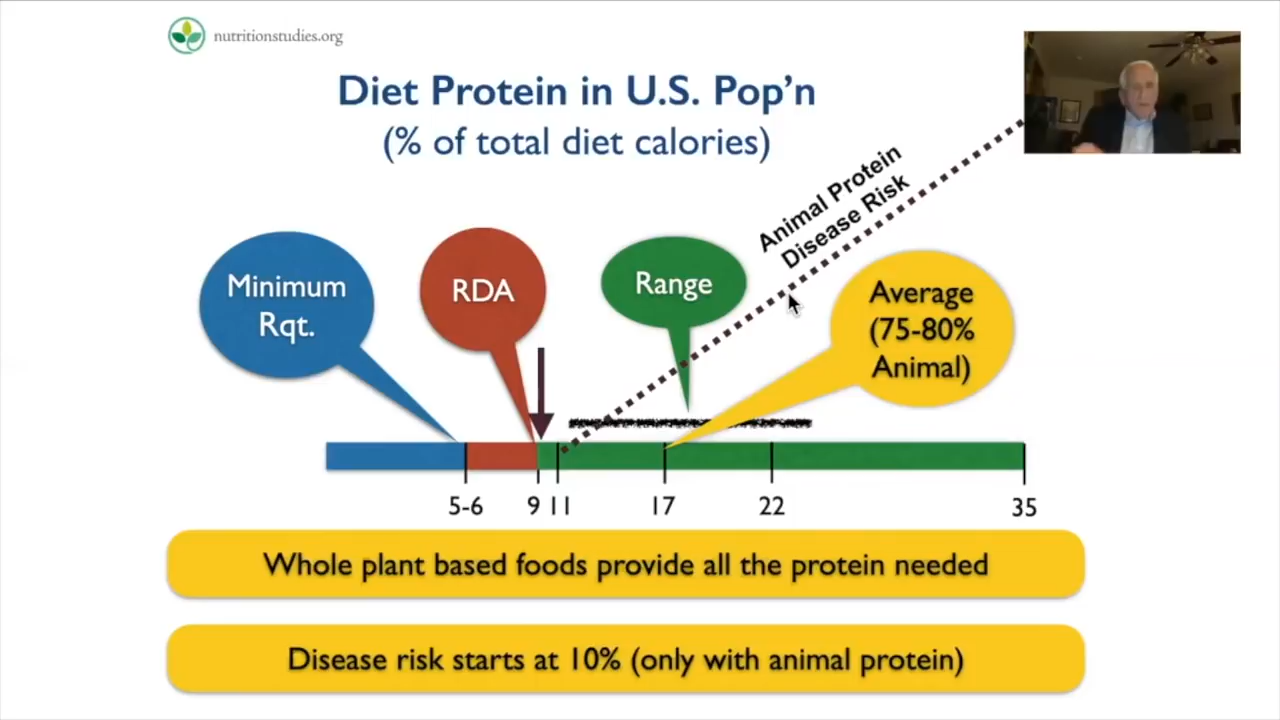 nutritionstudies.org
Diet Protein in U.S. Pop'n
(% of total diet calories)
Animal Protein
Disease Risk
Minimum
Rqt.
RDA
Range
Average
(75-80%
Animal)
5-6 9 11 17 22 35
Whole plant based foods provide all the protein needed
Disease risk starts at 10% (only with animal protein)